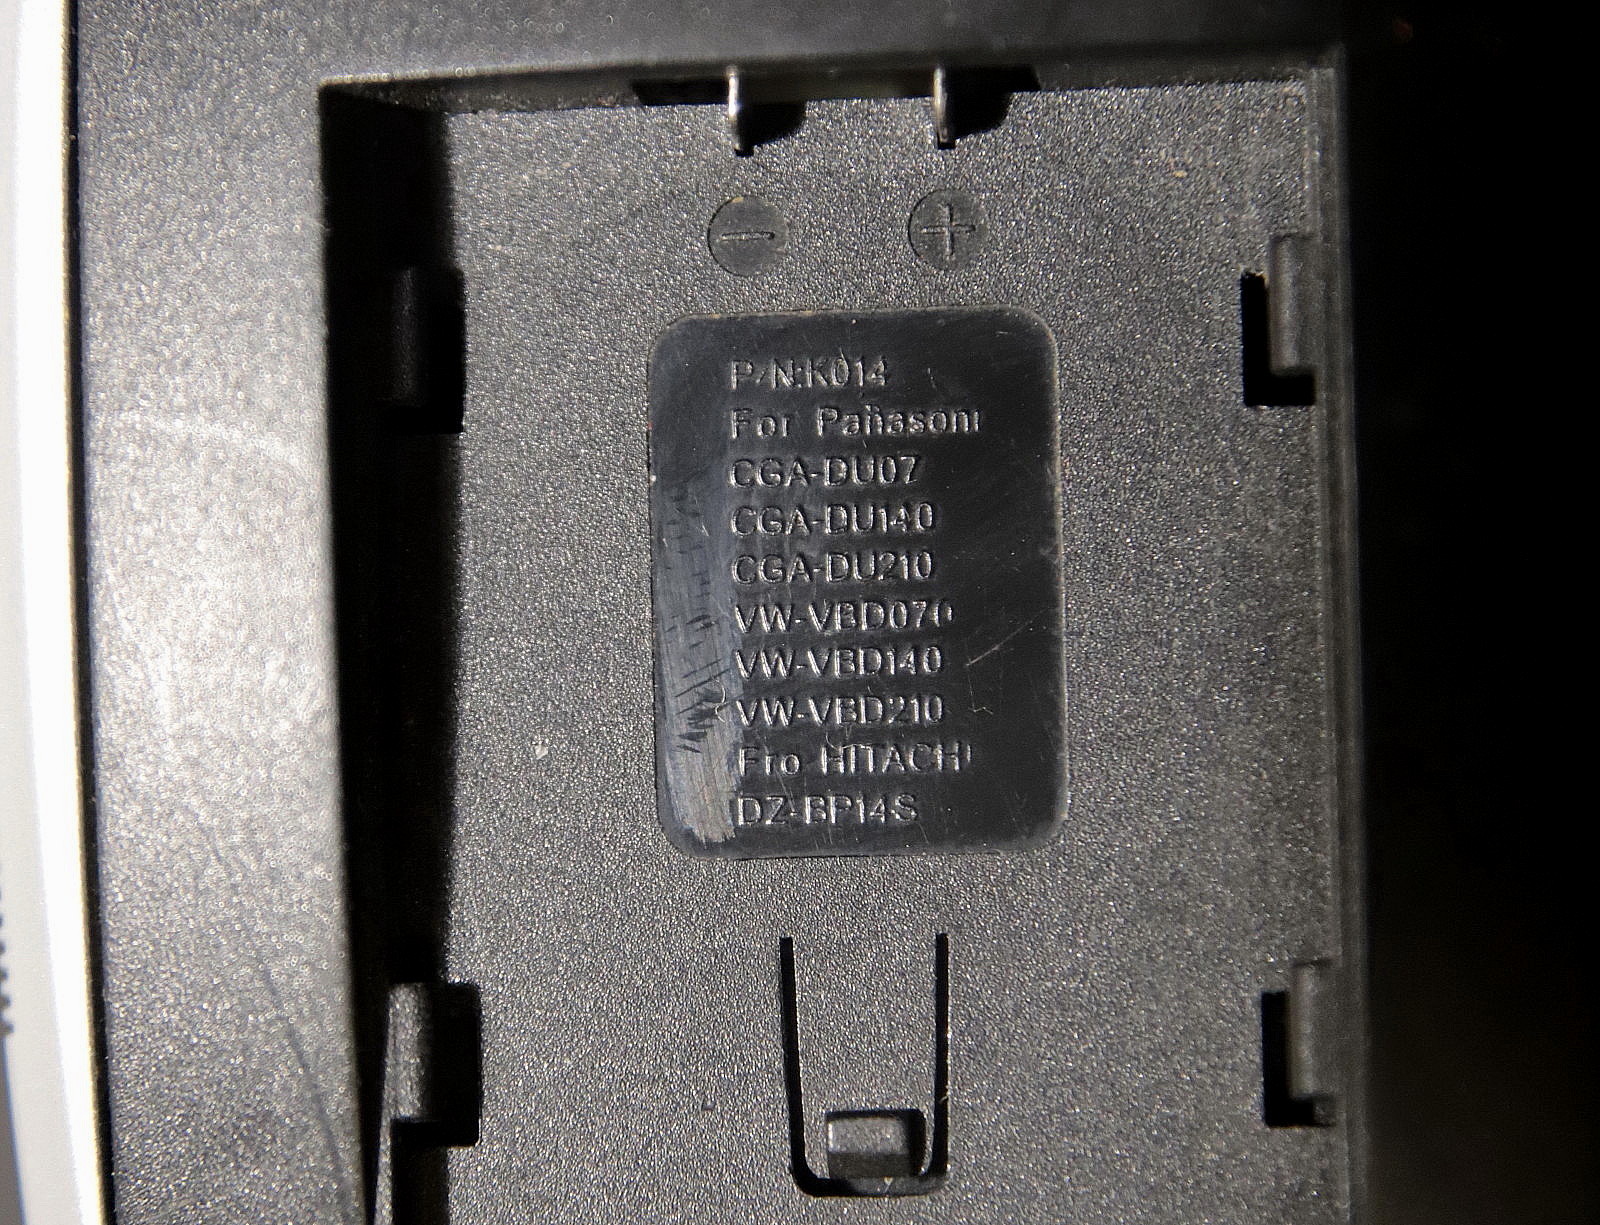 − +
P/N:K014
For Panasoni
CGA-DU07
CGA-DU140
CGA-DU210
VW-VBD070
VW-VBD140
VW-VBD210
Fro HITACHI
DZ-BP14S